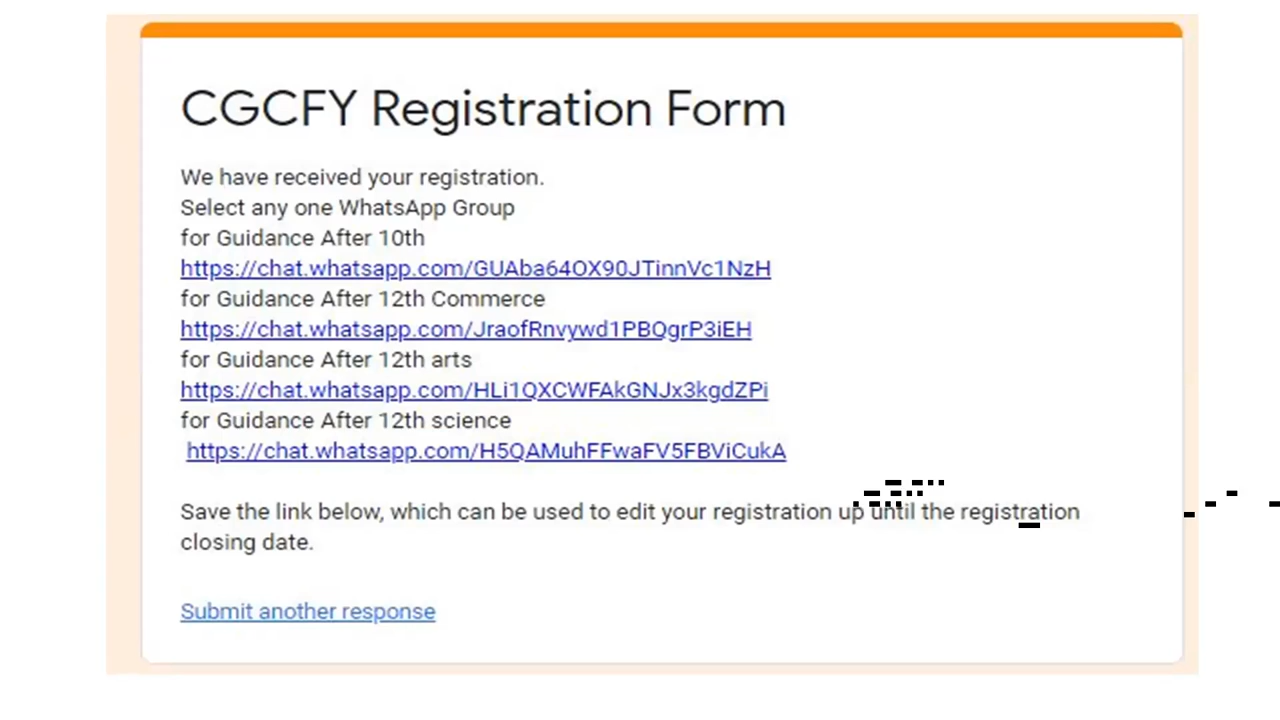 CGCFY Registration Form
We have received your registration.
Select any one WhatsApp Group
for Guidance After 10th
https://chat.whatsapp.com/GUAba64OX90JTinnVc1NzH
for Guidance After 12th Commerce
https://chat.whatsapp.com/JraofRnvywd1PBQgrP3iEH
for Guidance After 12th arts
https://chat.whatsapp.com/HLi1QXCWFAkGNJx3kgdZPi
for Guidance After 12th science
https://chat.whatsapp.com/H5QAMuhFFwaFV5FBViCukA
Save the link below, which can be used to edit your registration up until the registration
closing date.
Submit another response